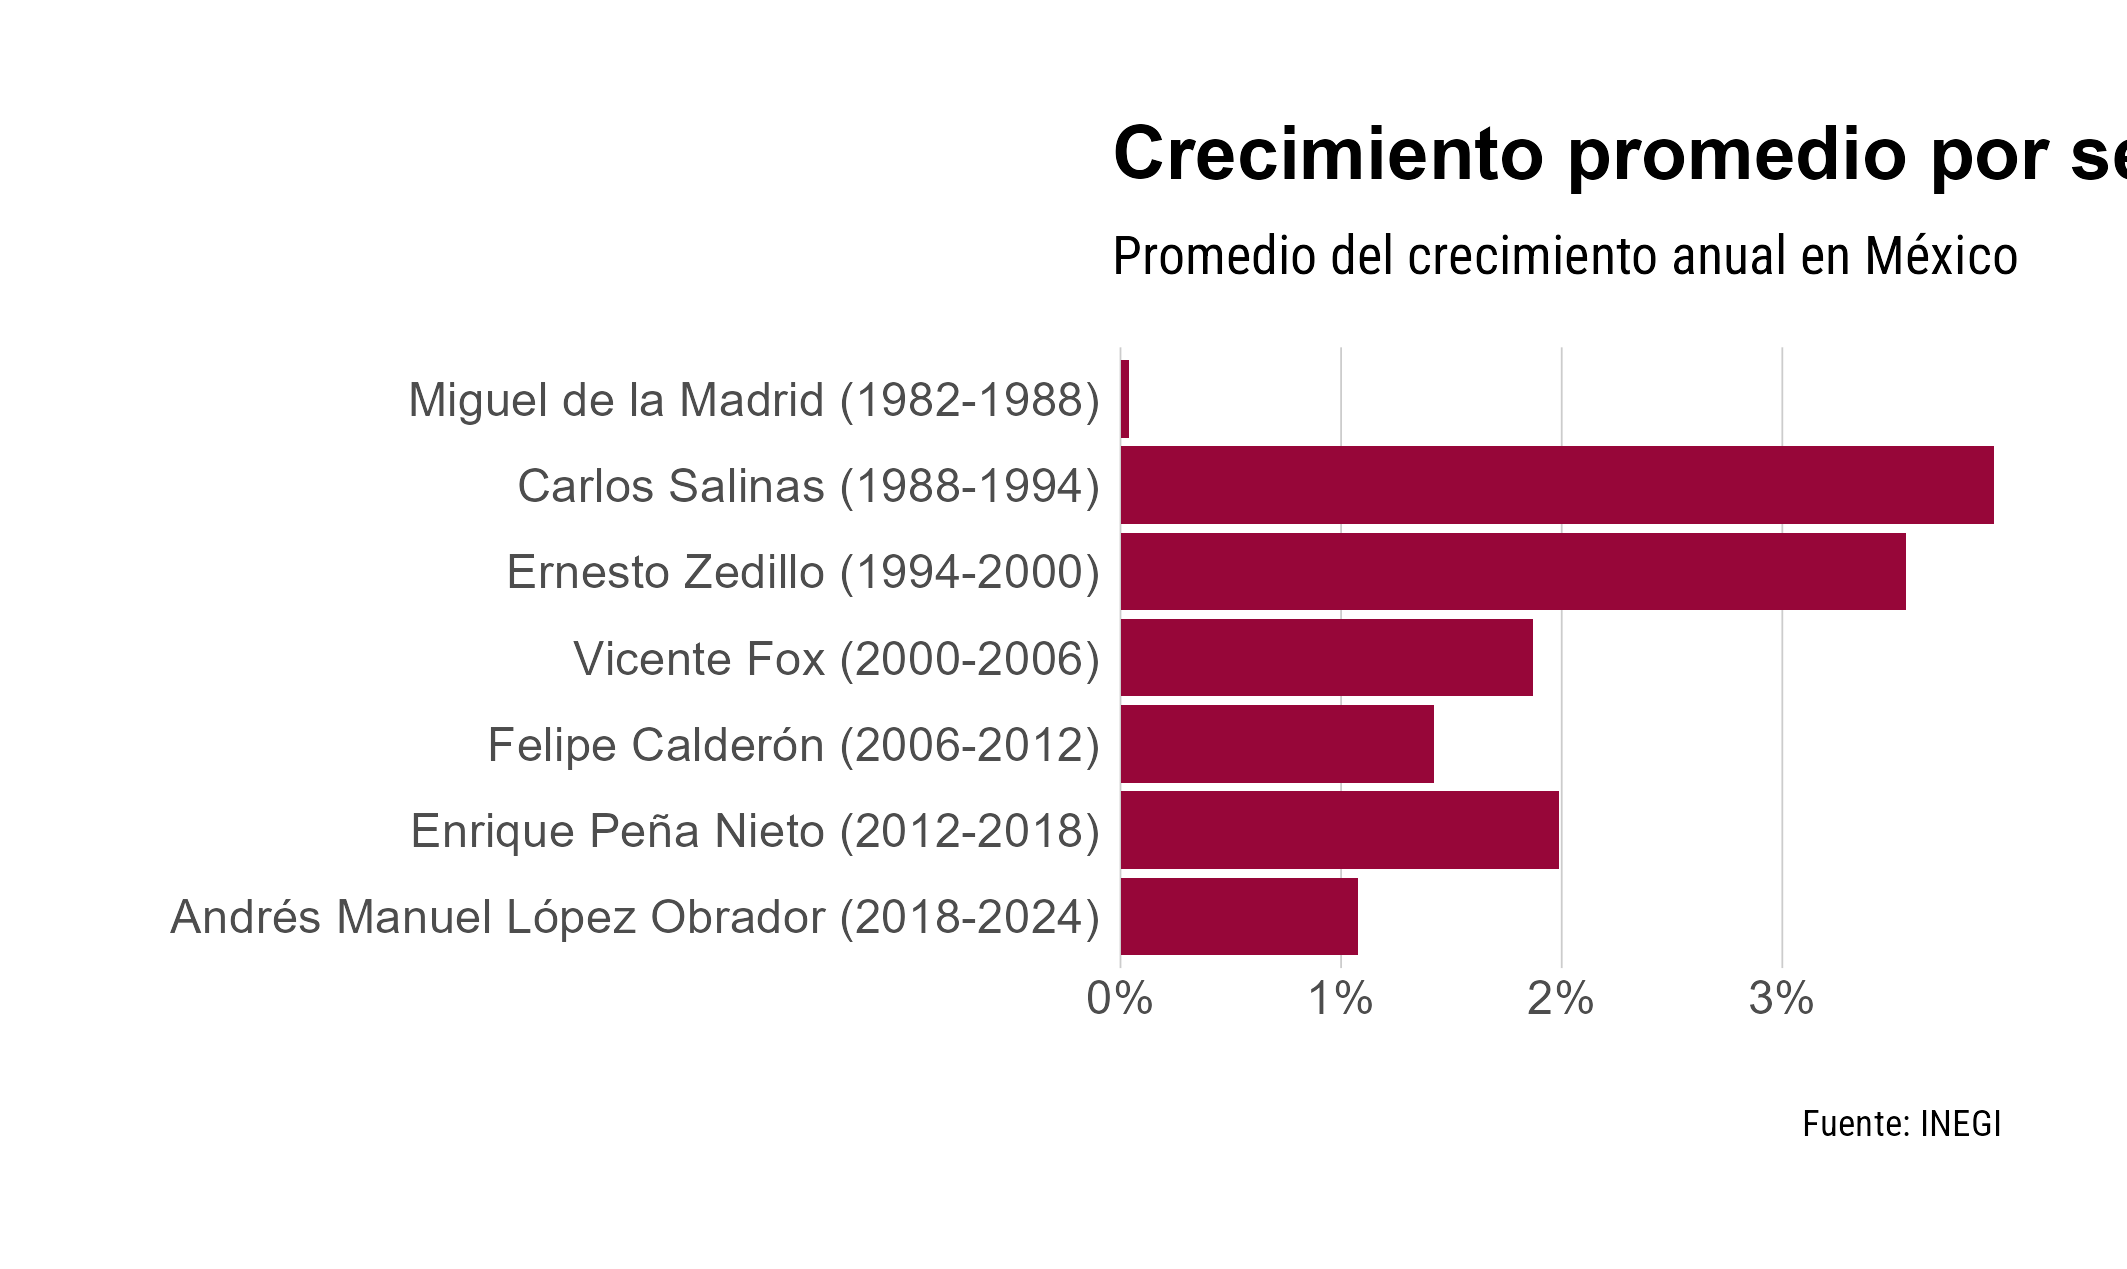 Crecimiento promedio por se
Promedio del crecimiento anual en México
Miguel de la Madrid (1982-1988)
Carlos Salinas (1988-1994)
Ernesto Zedillo (1994-2000)
Vicente Fox (2000-2006)
Felipe Calderón (2006-2012)
Enrique Peña Nieto (2012-2018)
Andrés Manuel López Obrador (2018-2024)
0% 1% 2% 3%
Fuente: INEGI